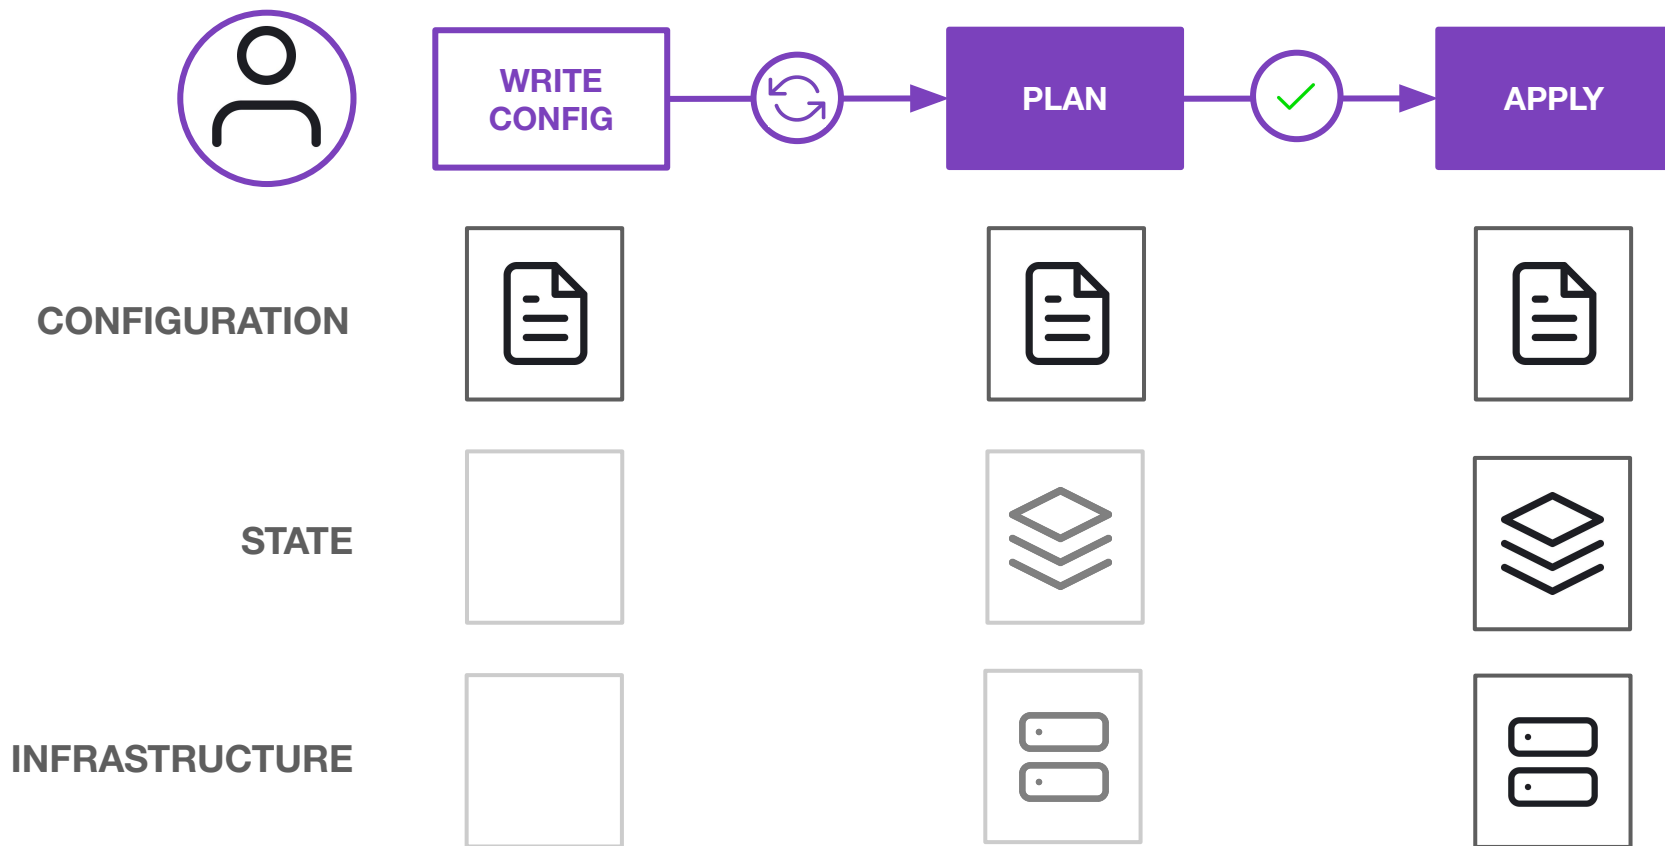 WRITE
CONFIG
PLAN
APPLY
CONFIGURATION
STATE
INFRASTRUCTURE